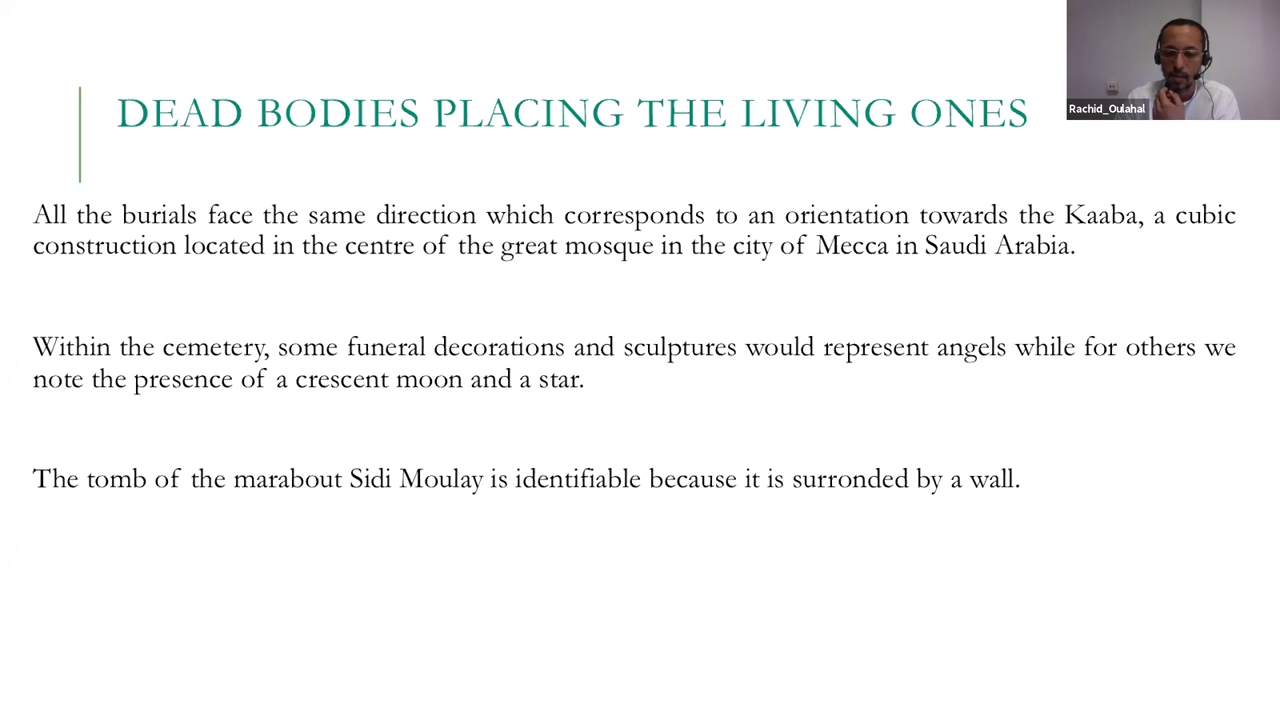 DEAD BODIES PLACING THE LIVING ONES
Rachid_Oulahal
All the burials face the same direction which corresponds to an orientation towards the Kaaba, a cubic
construction located in the centre of the great mosque in the city of Mecca in Saudi Arabia.
Within the cemetery, some funeral decorations and sculptures would represent angels while for others we
note the presence of a crescent moon and a star.
The tomb of the marabout Sidi Moulay is identifiable because it is surronded by a wall.